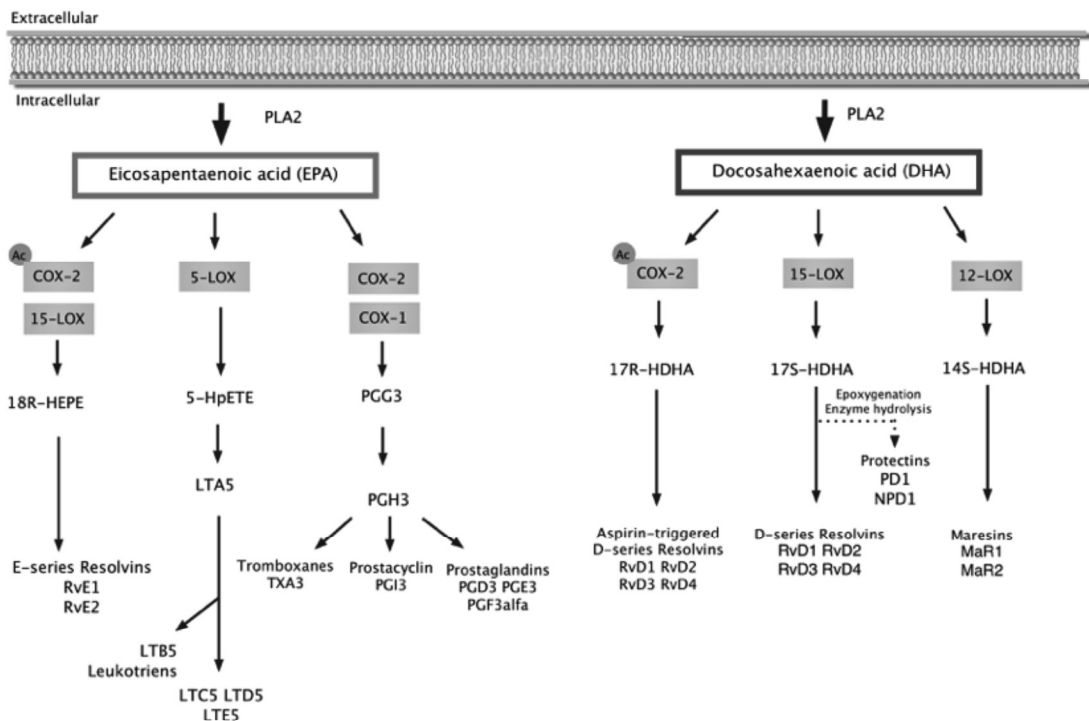 Extracellular
Intracellular
PLA2
Eicosapentaenoic acid (EPA)
Ac
COX-2
15-LOX
18R-HEPE
E-series Resolvins
RvE1
RvE2
5-LOX
5-HpETE
LTA5
LTB5
Leukotriens
LTC5 LTD5
LTE5
COX-2
COX-1
PGG3
PGH3
Tromboxanes
TXA3
Prostacyclin
PGI3
Prostaglandins
PGD3 PGE3
PGF3alfa
PLA2
Docosahexaenoic acid (DHA)
Ac
COX-2
17R-HDHA
Aspirin-triggered
D-series Resolvins
RvD1 RvD2
RvD3 RvD4
15-LOX
17S-HDHA
Epoxygenation
Enzyme hydrolysis
Protectins
PD1
NPD1
D-series Resolvins
RvD1 RvD2
RvD3 RvD4
12-LOX
14S-HDHA
Maresins
MaR1
MaR2